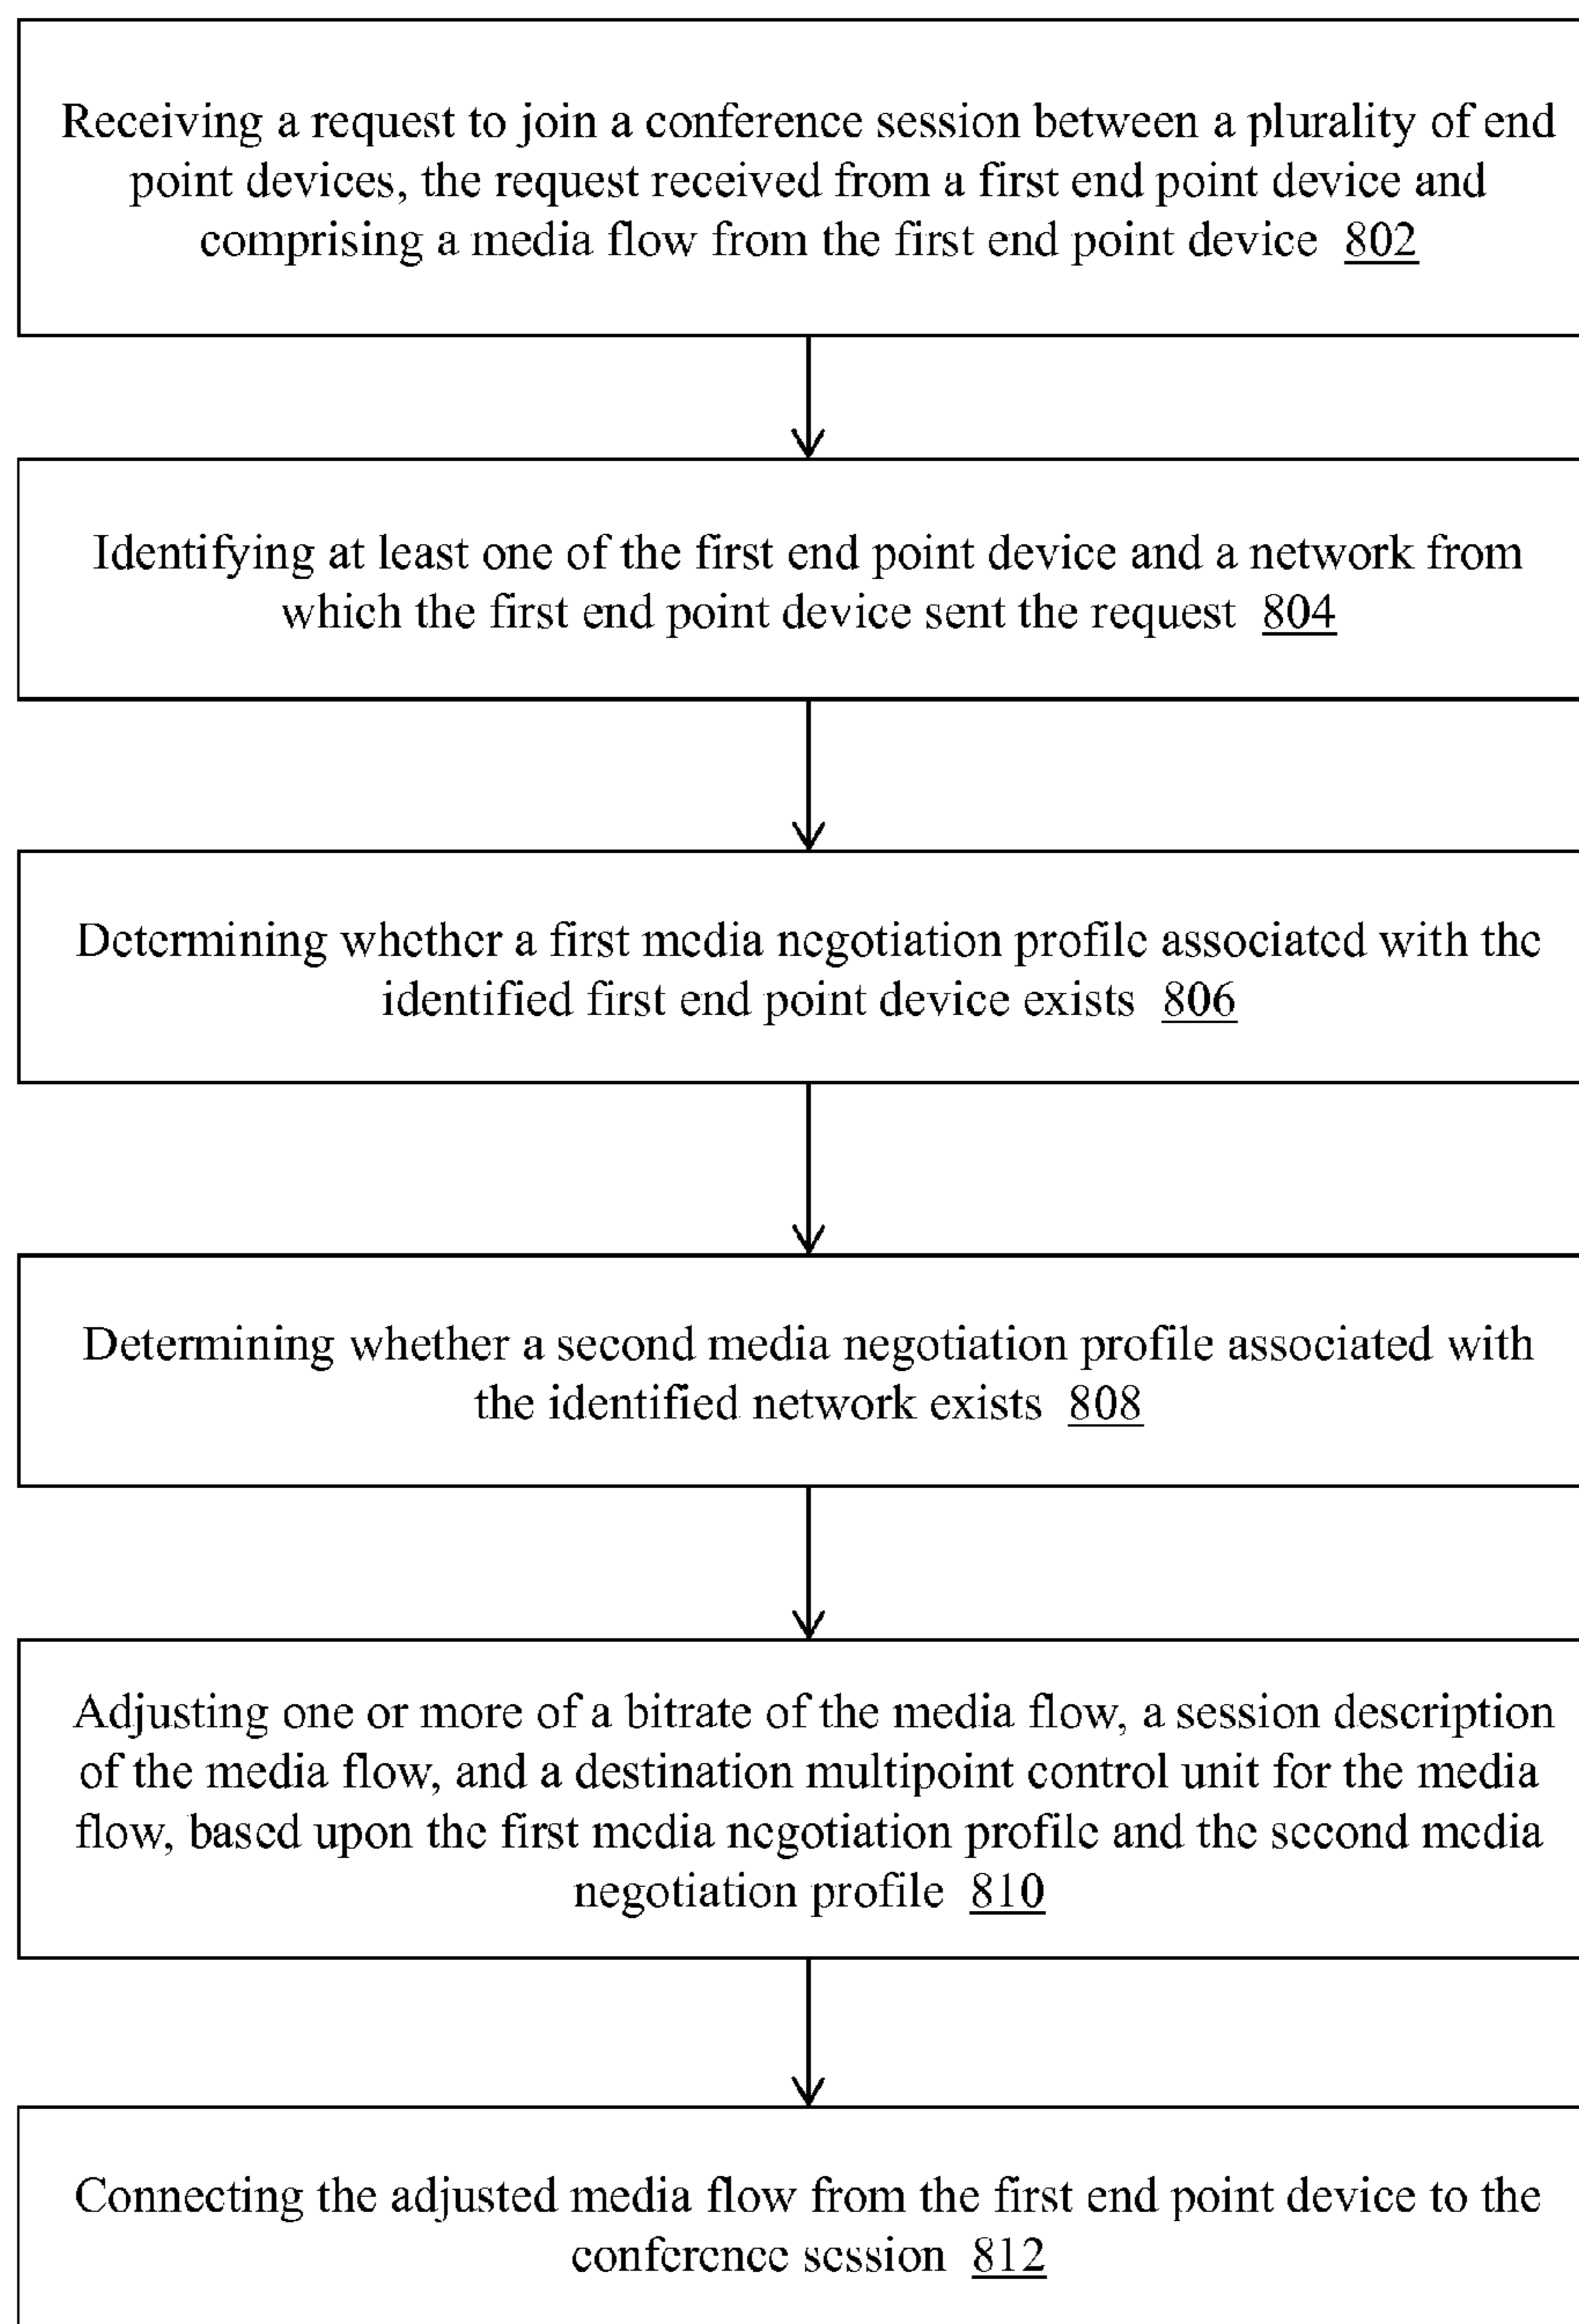 Receiving a request to join a conference session between a plurality of end
point devices, the request received from a first end point device and
comprising a media flow from the first end point device 802
Identifying at least one of the first end point device and a network from
which the first end point device sent the request 804
Determining whether a first media negotiation profile associated with the
identified first end point device exists 806
Determining whether a second media negotiation profile associated with
the identified network exists 808
Adjusting one or more of a bitrate of the media flow, a session description
of the media flow, and a destination multipoint control unit for the media
flow, based upon the first media negotiation profile and the second media
negotiation profile 810
Connecting the adjusted media flow from the first end point device to the
conference session 812